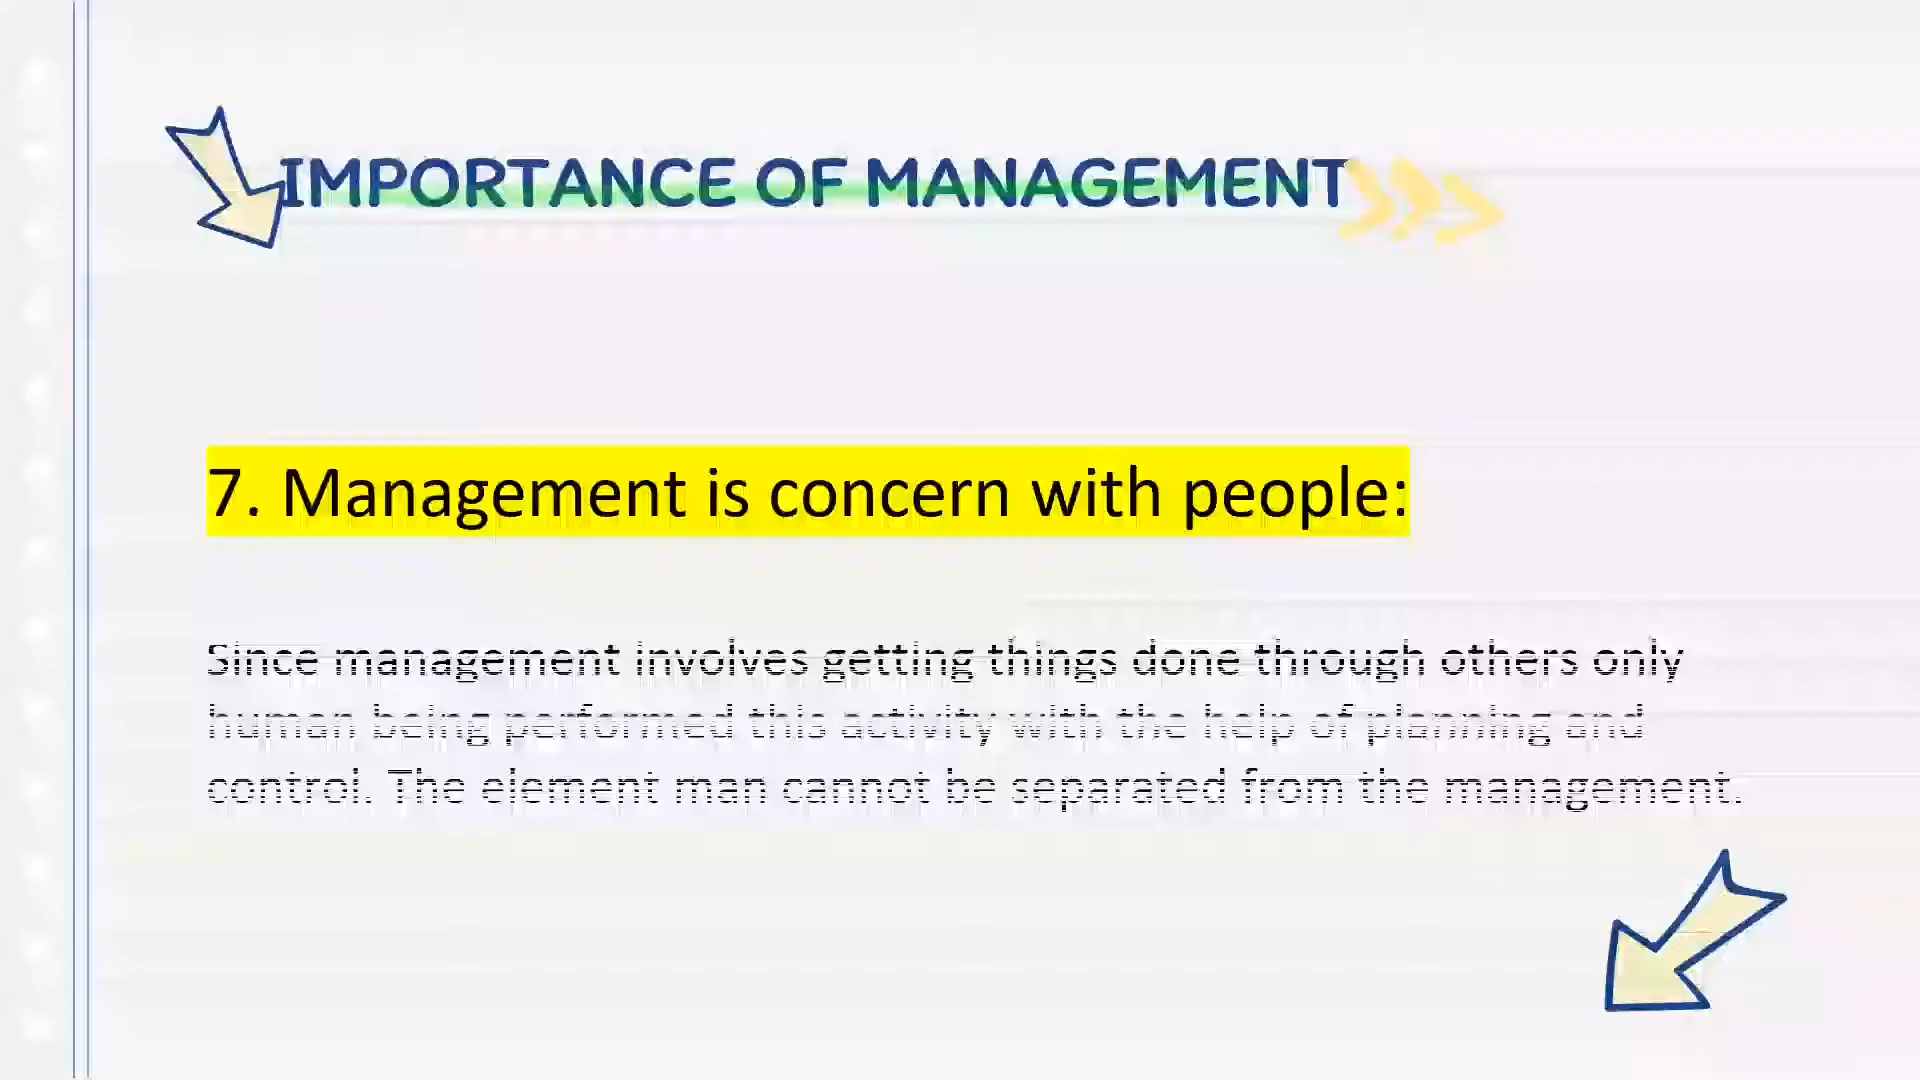 IMPORTANCE OF MANAGEMENT
7. Management is concern with people:
Since management involves getting things done through others only
human being performed this activity with the help of planning and
control. The element man cannot be separated from the management.